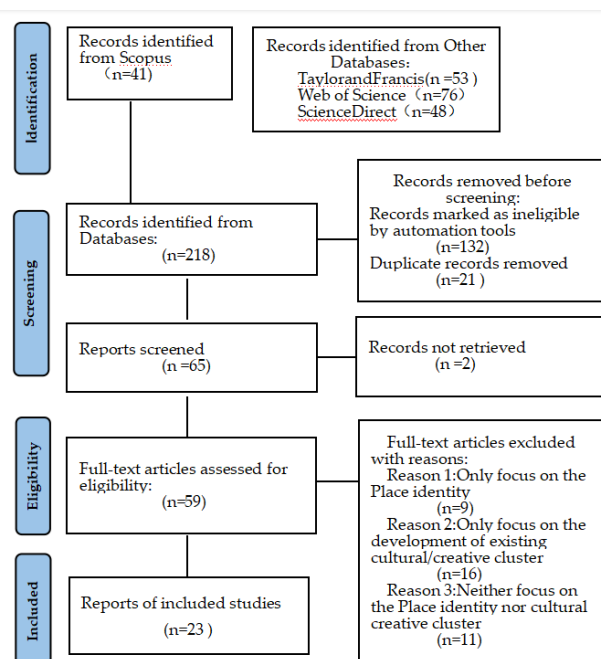 Identification
Records identified
from Scopus
（n=41)
Records identified from Other
Databases:
TaylorandFrancis(n =53 )
Web of Science（n=76）
ScienceDirect（n=48）
Screening
Records identified from
Databases:
(n=218)
Records removed before
screening:
Records marked as ineligible
by automation tools
(n=132)
Duplicate records removed
(n=21 )
Reports screened
(n =65)
Records not retrieved
(n =2)
Eligibility
Full-text articles assessed for
eligibility:
(n=59)
Full-text articles excluded
with reasons:
Reason 1:Only focus on the
Place identity
(n=9)
Reason 2:Only focus on the
development of existing
cultural/creative cluster
(n=16)
Reason 3:Neither focus on
the Place identity nor cultural
creative cluster
(n=11)
Included
Reports of included studies
(n=23 )